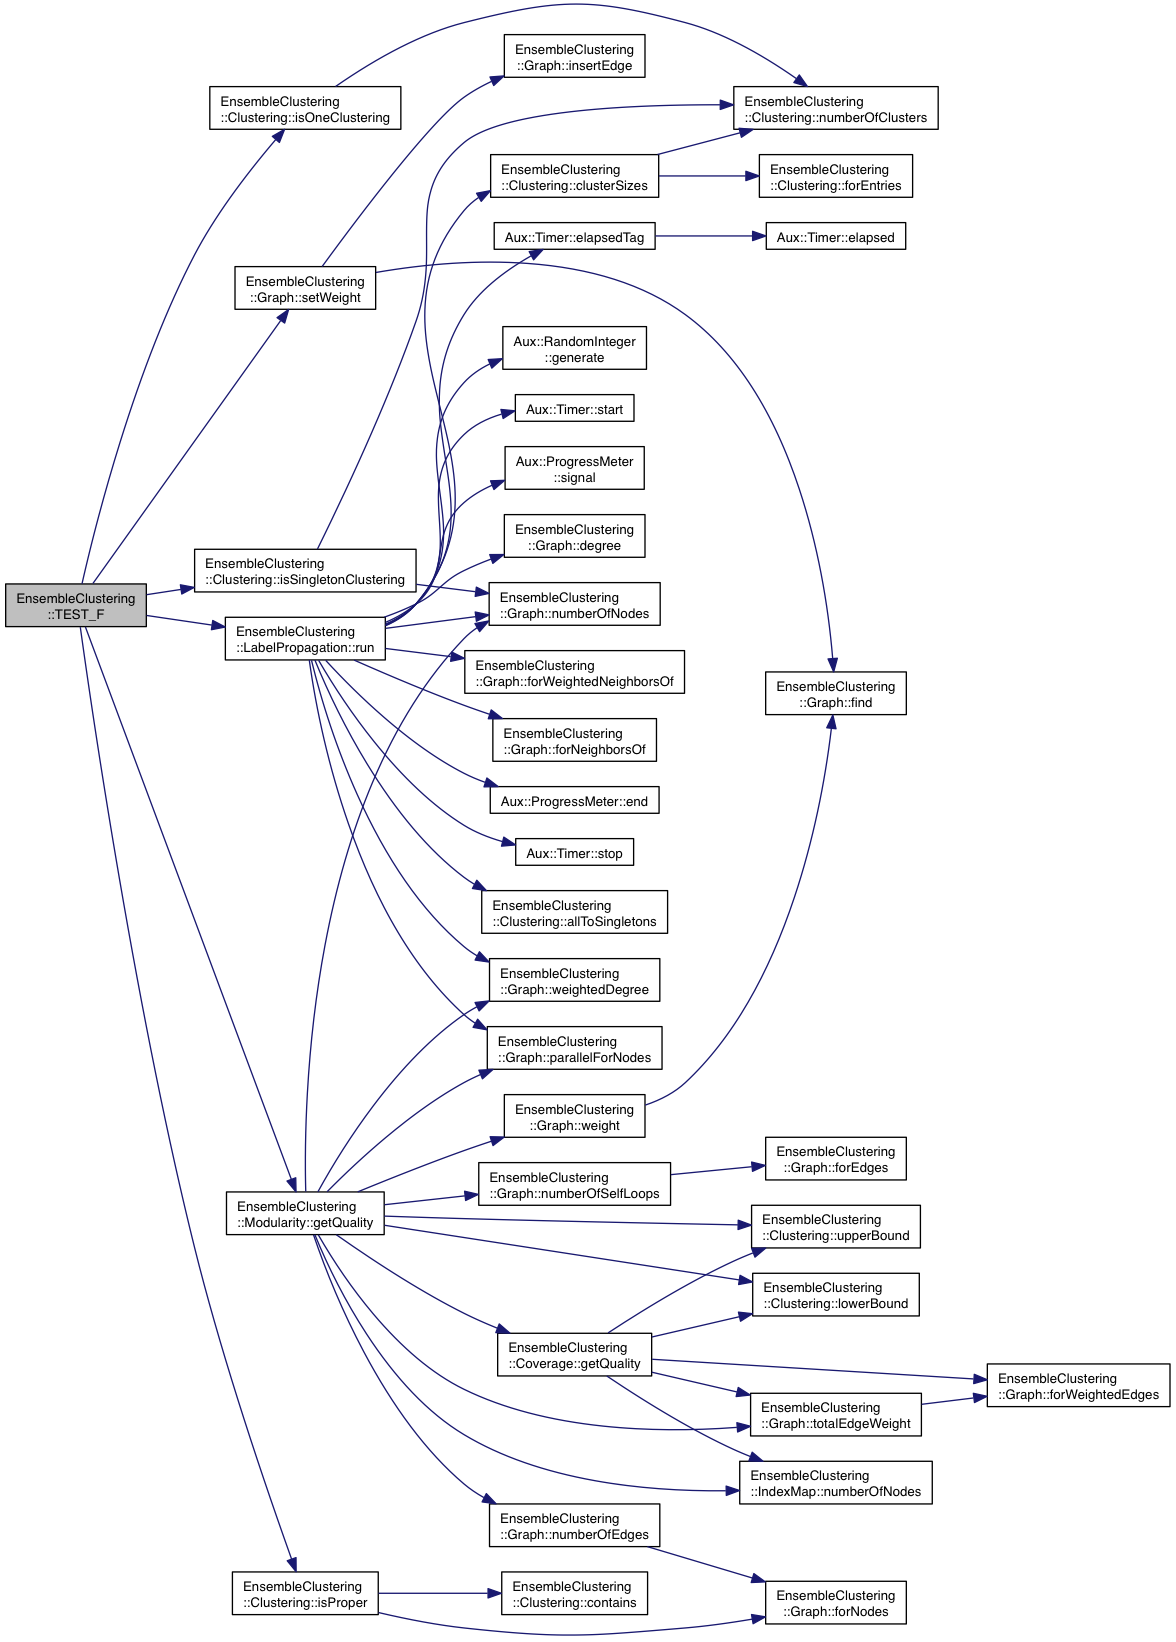 EnsembleClustering
::TEST_F
EnsembleClustering
::Clustering::isOneClustering
EnsembleClustering
::Graph::setWeight
EnsembleClustering
::Clustering::isSingletonClustering
EnsembleClustering
::LabelPropagation::run
EnsembleClustering
::Modularity::getQuality
EnsembleClustering
::Clustering::isProper
EnsembleClustering
::Graph::insertEdge
EnsembleClustering
::Clustering::clusterSizes
Aux::Timer::elapsedTag
Aux::RandomInteger
::generate
Aux::Timer::start
Aux::ProgressMeter
::signal
EnsembleClustering
::Graph::degree
EnsembleClustering
::Graph::numberOfNodes
EnsembleClustering
::Graph::forWeightedNeighborsOf
EnsembleClustering
::Graph::forNeighborsOf
Aux::ProgressMeter::end
Aux::Timer::stop
EnsembleClustering
::Clustering::allToSingletons
EnsembleClustering
::Graph::weightedDegree
EnsembleClustering
::Graph::parallelForNodes
EnsembleClustering
::Graph::weight
EnsembleClustering
::Graph::numberOfSelfLoops
EnsembleClustering
::Coverage::getQuality
EnsembleClustering
::Graph::numberOfEdges
EnsembleClustering
::Clustering::contains
EnsembleClustering
::Clustering::numberOfClusters
EnsembleClustering
::Clustering::forEntries
Aux::Timer::elapsed
EnsembleClustering
::Graph::find
EnsembleClustering
::Graph::forEdges
EnsembleClustering
::Clustering::upperBound
EnsembleClustering
::Clustering::lowerBound
EnsembleClustering
::Graph::totalEdgeWeight
EnsembleClustering
::IndexMap::numberOfNodes
EnsembleClustering
::Graph::forNodes
EnsembleClustering
::Graph::forWeightedEdges